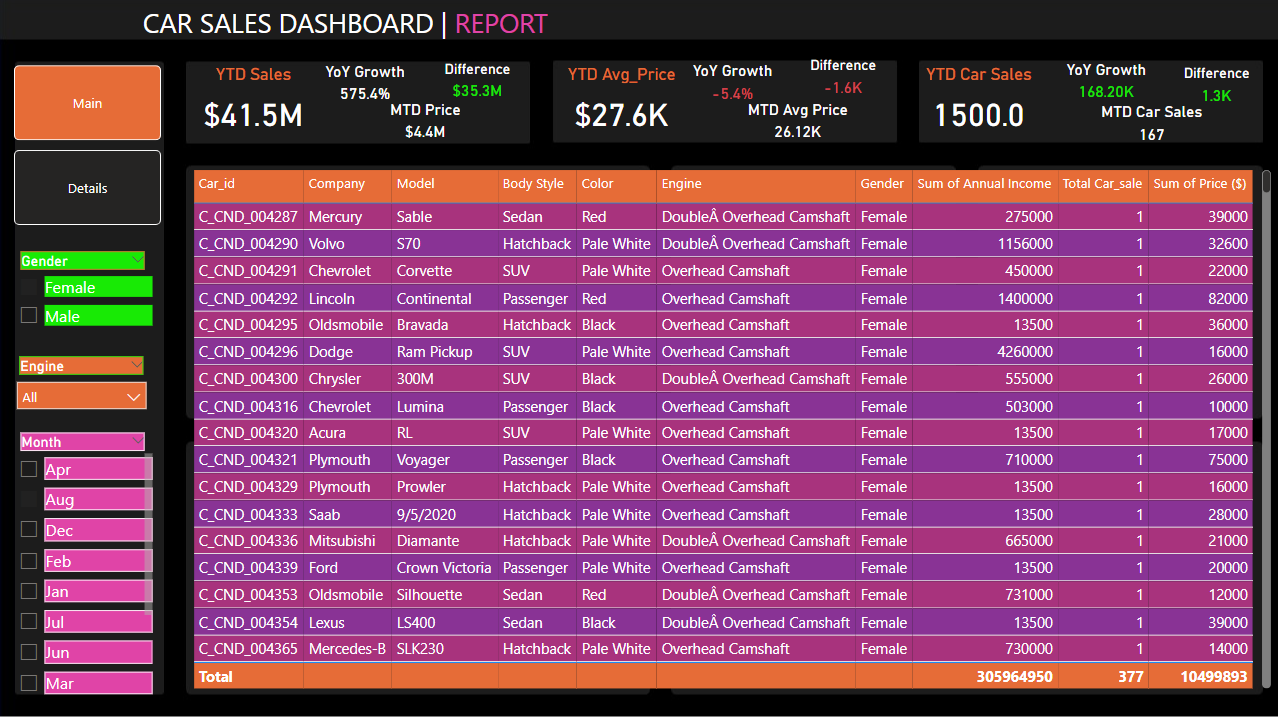 CAR SALES DASHBOARD | REPORT
Main
Details
Gender
Female
Male
Engine
All
Month
Apr
Aug
Dec
Feb
Jan
Jul
Jun
Mar
YTD Sales YoY Growth Difference
575.4% $35.3M
$41.5M MTD Price
$4.4M
YTD Avg_Price YoY Growth Difference
-5.4% -1.6K
$27.6K MTD Avg Price
26.12K
YTD Car Sales YoY Growth Difference
168.20K 1.3K
1500.0 MTD Car Sales
167
Car_id Company Model Body Style Color Engine Gender Sum of Annual Income Total Car_sale Sum of Price ($)
C_CND_004287 Mercury Sable Sedan Red DoubleÂ Overhead Camshaft Female 275000 1 39000
C_CND_004290 Volvo S70 Hatchback Pale White DoubleÂ Overhead Camshaft Female 1156000 1 32600
C_CND_004291 Chevrolet Corvette SUV Pale White Overhead Camshaft Female 450000 1 22000
C_CND_004292 Lincoln Continental Passenger Red Overhead Camshaft Female 1400000 1 82000
C_CND_004295 Oldsmobile Bravada Hatchback Black Overhead Camshaft Female 13500 1 36000
C_CND_004296 Dodge Ram Pickup SUV Pale White Overhead Camshaft Female 4260000 1 16000
C_CND_004300 Chrysler 300M SUV Black DoubleÂ Overhead Camshaft Female 555000 1 26000
C_CND_004316 Chevrolet Lumina Passenger Black Overhead Camshaft Female 503000 1 10000
C_CND_004320 Acura RL SUV Pale White Overhead Camshaft Female 13500 1 17000
C_CND_004321 Plymouth Voyager Passenger Black Overhead Camshaft Female 710000 1 75000
C_CND_004329 Plymouth Prowler Hatchback Pale White Overhead Camshaft Female 13500 1 16000
C_CND_004333 Saab 9/5/2020 Hatchback Pale White Overhead Camshaft Female 13500 1 28000
C_CND_004336 Mitsubishi Diamante Hatchback Pale White DoubleÂ Overhead Camshaft Female 665000 1 21000
C_CND_004339 Ford Crown Victoria Passenger Pale White Overhead Camshaft Female 13500 1 20000
C_CND_004353 Oldsmobile Silhouette Sedan Red DoubleÂ Overhead Camshaft Female 731000 1 12000
C_CND_004354 Lexus LS400 Sedan Black DoubleÂ Overhead Camshaft Female 13500 1 39000
C_CND_004365 Mercedes-B SLK230 Hatchback Pale White Overhead Camshaft Female 730000 1 14000
Total 305964950 377 10499893